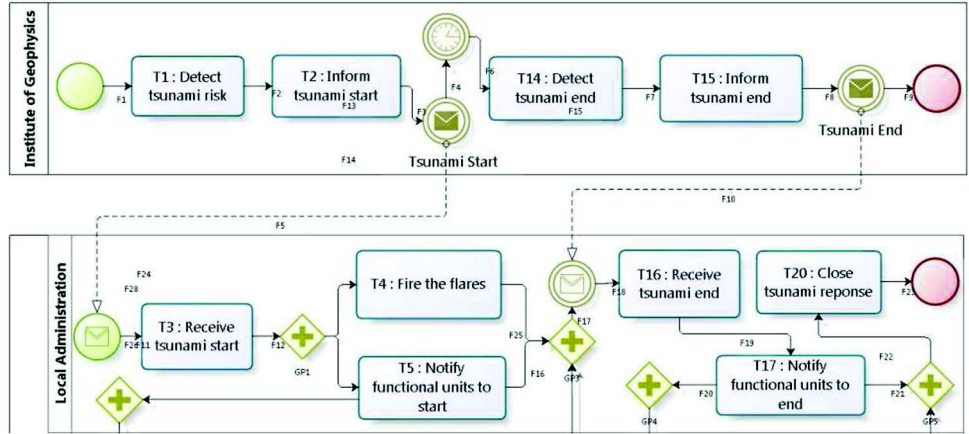 Institute of Geophysics
T1 : Detect
tsunami risk
T2 : Inform
tsunami start
T14 : Detect
tsunami end
T15 : Inform
tsunami end
F1
F2
F13
F3
F4
F6
F15
F7
F8
F9
Tsunami Start
Tsunami End
F14
F5
F10
Local Administration
F24
F28
T3 : Receive
tsunami start
F11
F12
GP1
T4 : Fire the flares
T5 : Notify
functional units to
start
F25
F16
F17
GP3
F18
T16 : Receive
tsunami end
T20 : Close
tsunami reponse
F23
F19
F22
T17 : Notify
functional units to
end
F20
F21
GP4
GP5